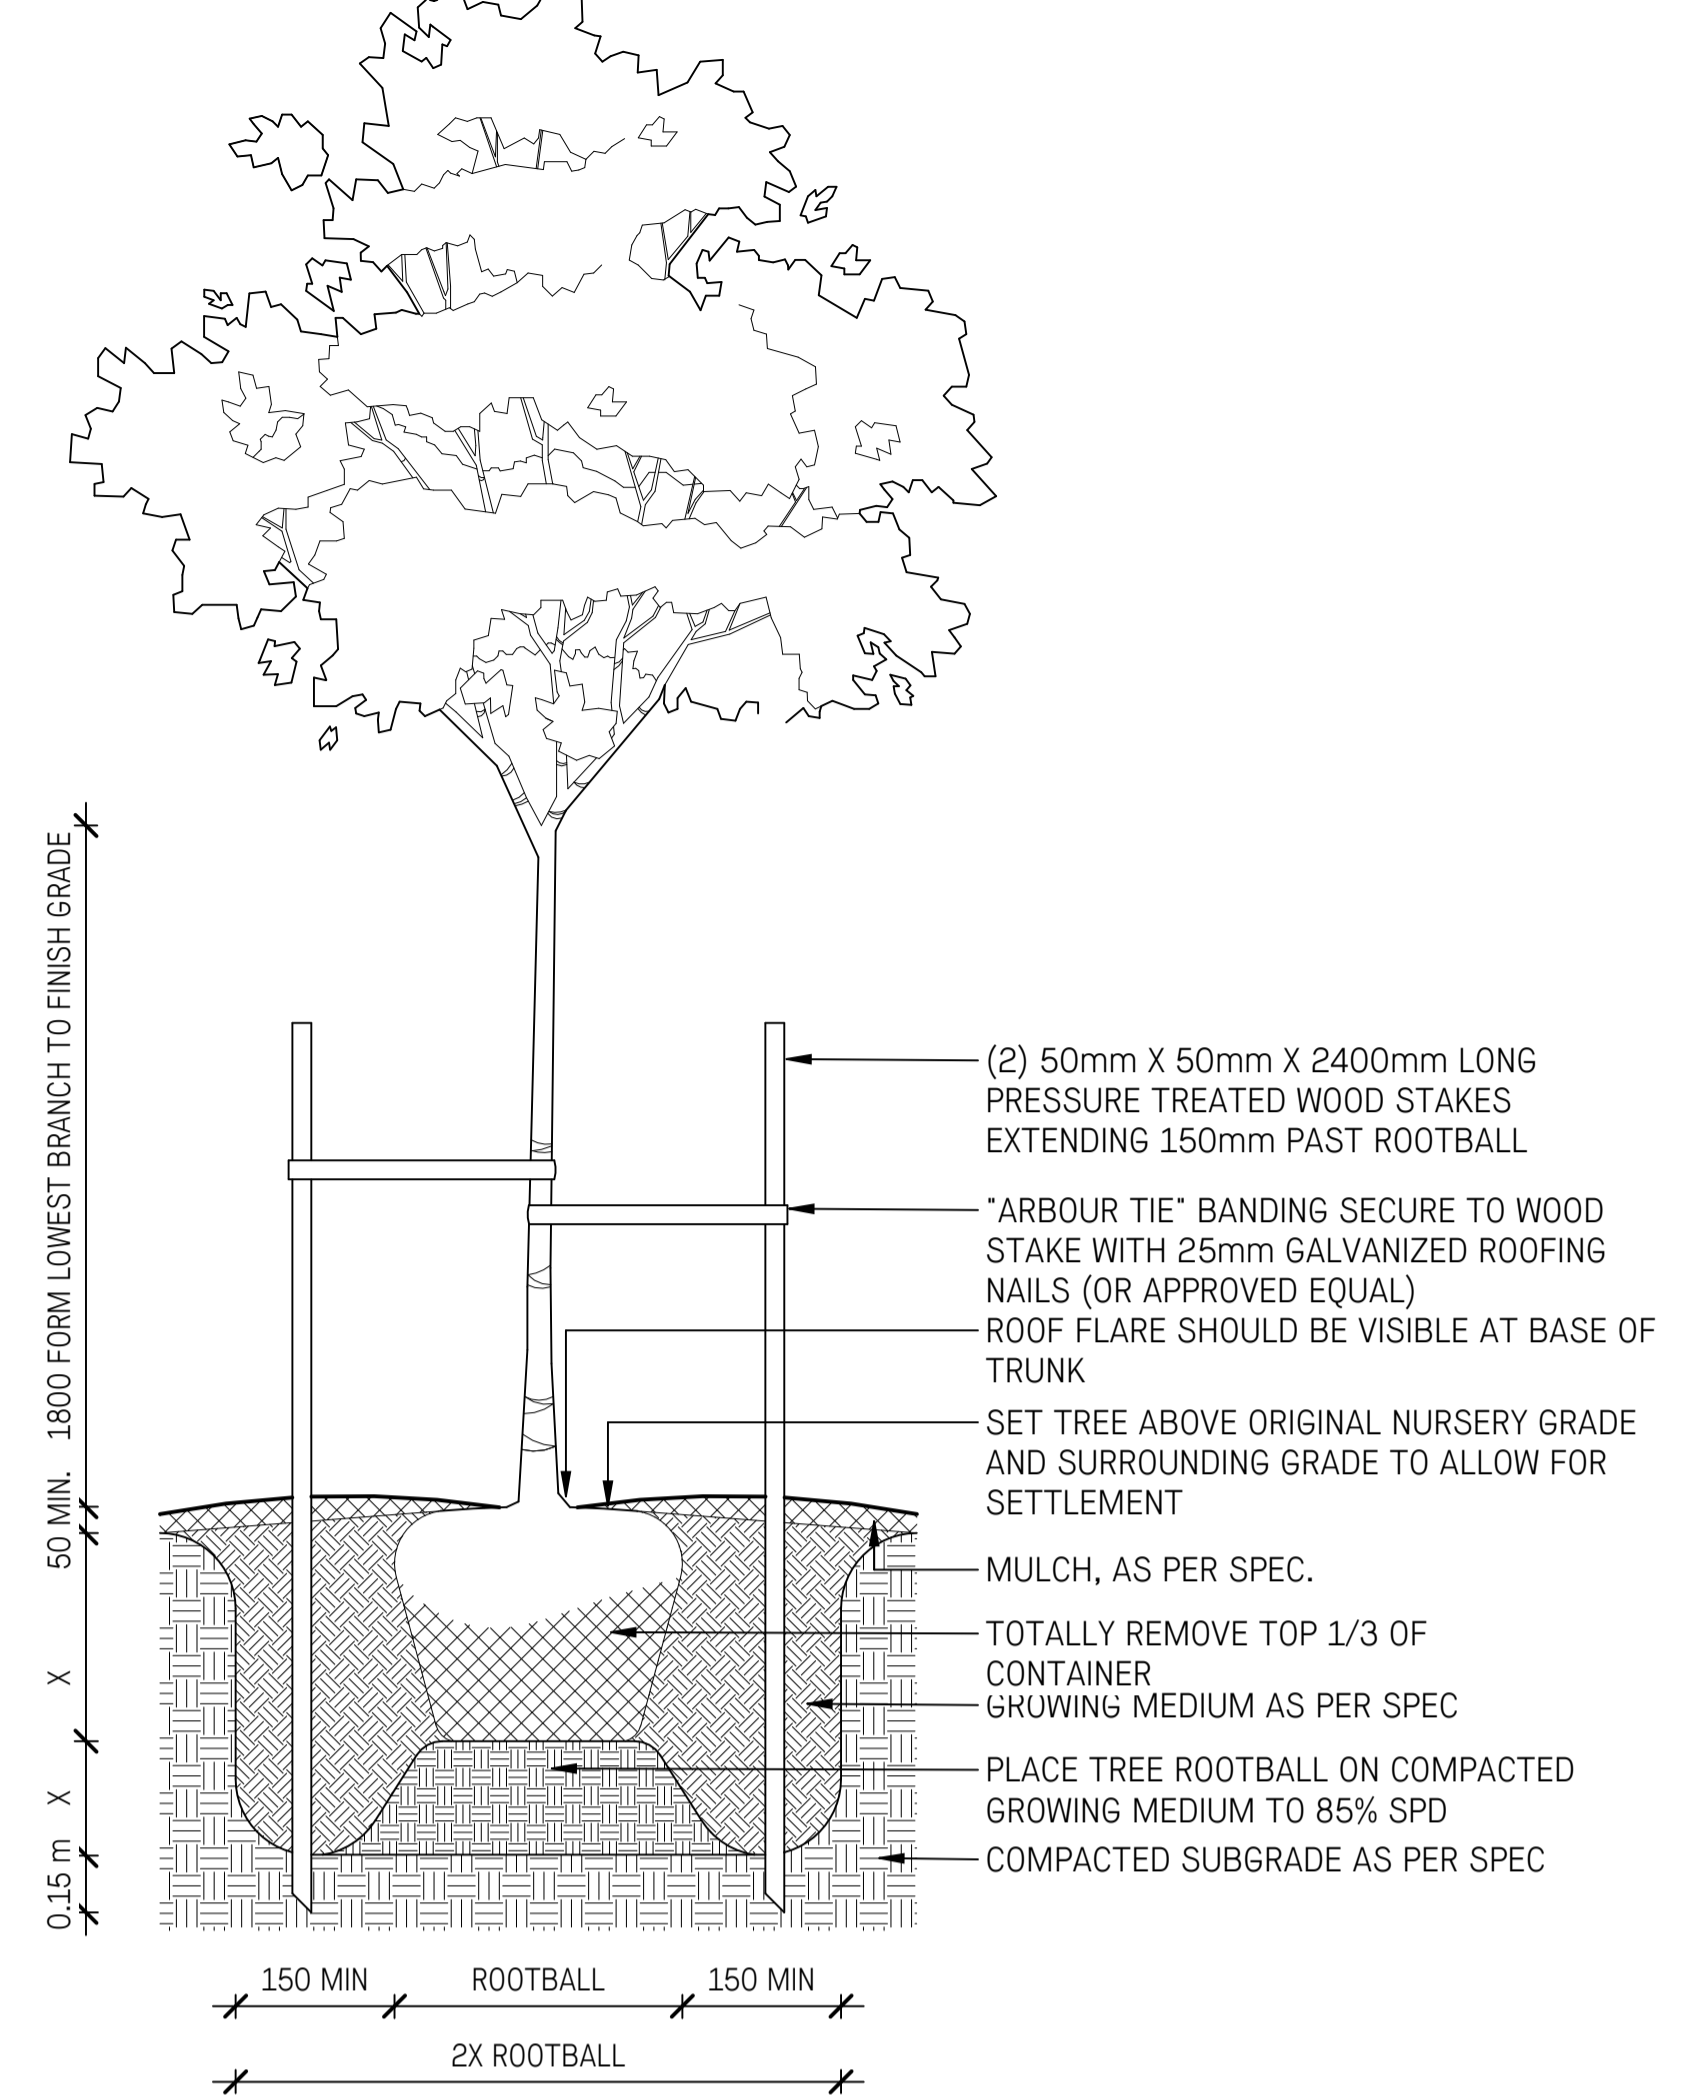 1800 FORM LOWEST BRANCH TO FINISH GRADE
50 MIN.
X
X
0.15 m
(2) 50mm X 50mm X 2400mm LONG
PRESSURE TREATED WOOD STAKES
EXTENDING 150mm PAST ROOTBALL
"ARBOUR TIE" BANDING SECURE TO WOOD
STAKE WITH 25mm GALVANIZED ROOFING
NAILS (OR APPROVED EQUAL)
ROOF FLARE SHOULD BE VISIBLE AT BASE OF
TRUNK
SET TREE ABOVE ORIGINAL NURSERY GRADE
AND SURROUNDING GRADE TO ALLOW FOR
SETTLEMENT
MULCH, AS PER SPEC.
TOTALLY REMOVE TOP 1/3 OF
CONTAINER
GROWING MEDIUM AS PER SPEC
PLACE TREE ROOTBALL ON COMPACTED
GROWING MEDIUM TO 85% SPD
COMPACTED SUBGRADE AS PER SPEC
150 MIN
ROOTBALL
150 MIN
2X ROOTBALL